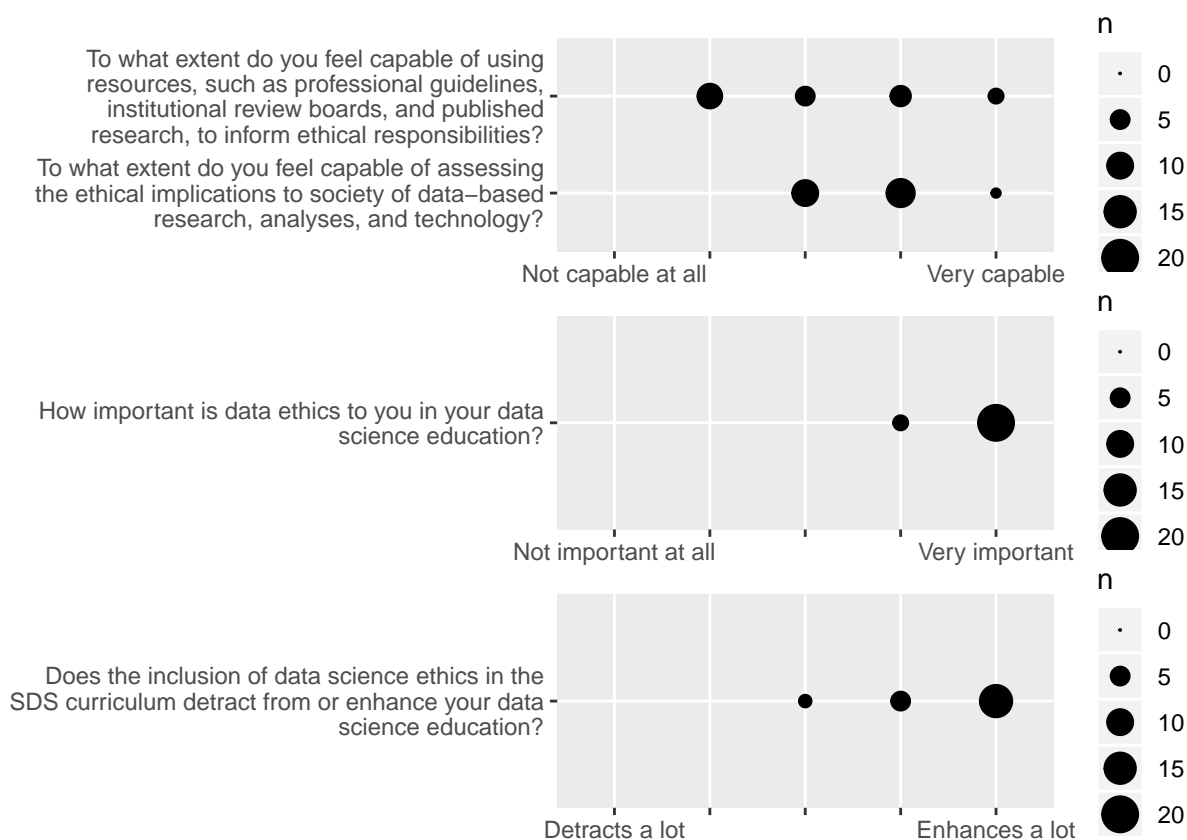 n
To what extent do you feel capable of using
resources, such as professional guidelines,
institutional review boards, and published
research, to inform ethical responsibilities?
To what extent do you feel capable of assessing
the ethical implications to society of data−based
research, analyses, and technology?
0
5
10
15
20
Not capable at all
Very capable
n
How important is data ethics to you in your data
science education?
0
5
10
15
20
Not important at all
Very important
n
Does the inclusion of data science ethics in the
SDS curriculum detract from or enhance your data
science education?
0
5
10
15
20
Detracts a lot
Enhances a lot